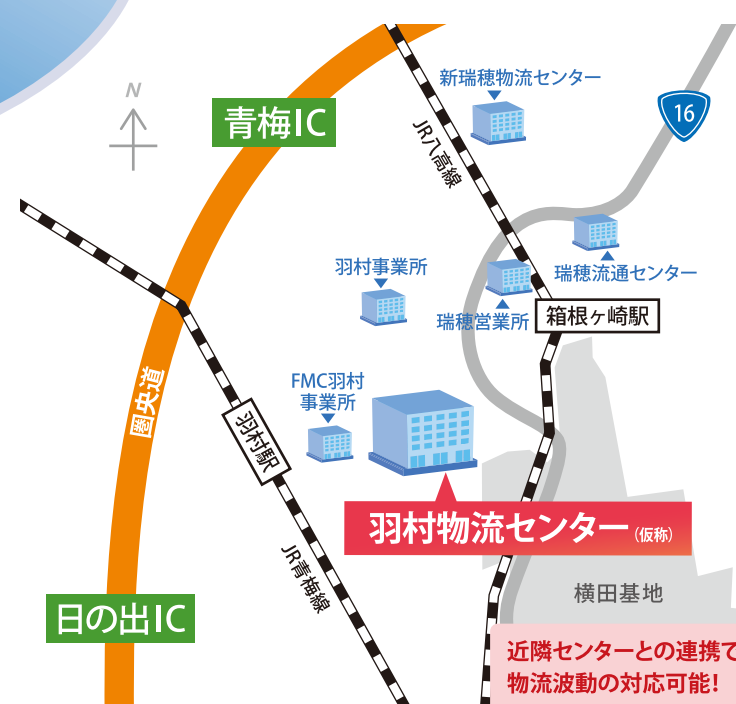 新瑞穂物流センター
N
16
青梅IC
JR八高線
羽村事業所
瑞穂流通センター
瑞穂営業所
箱根ヶ崎駅
FMC羽村
事業所
圏央道
羽村駅
羽村物流センター(仮称)
JR青梅線
横田基地
日の出IC
近隣センターとの連携で
物流波動の対応可能!